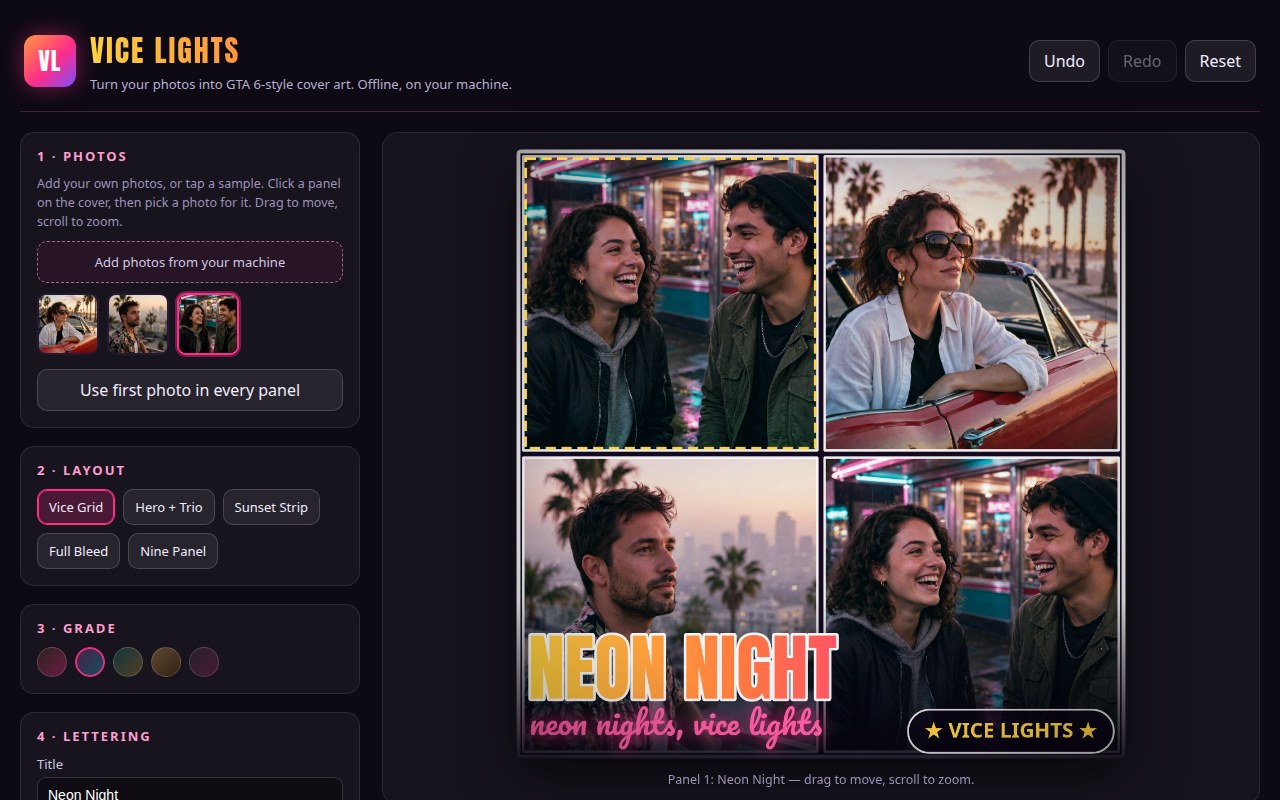 VL
VICE LIGHTS
Turn your photos into GTA 6-style cover art. Offline, on your machine.
Undo
Redo
Reset
1 · PHOTOS
Add your own photos, or tap a sample. Click a panel
on the cover, then pick a photo for it. Drag to move,
scroll to zoom.
Add photos from your machine
Use first photo in every panel
2 · LAYOUT
Vice Grid
Hero + Trio
Sunset Strip
Full Bleed
Nine Panel
3 · GRADE
4 · LETTERING
Title
Neon Night
NEON NIGHT
neon nights, vice lights
★ VICE LIGHTS ★
Panel 1: Neon Night — drag to move, scroll to zoom.